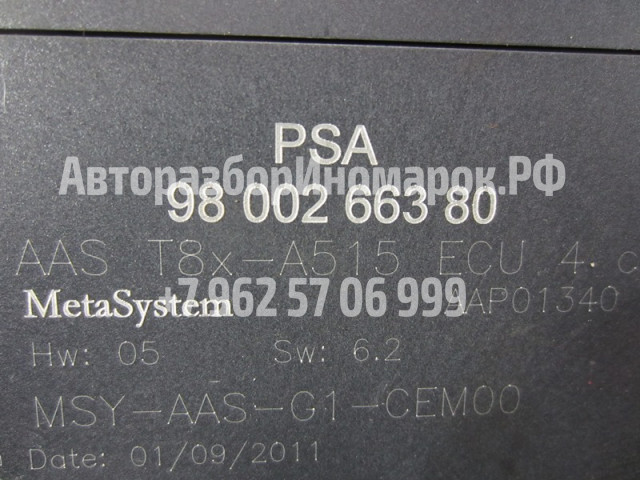 PSA
АвторазборИномарок.РФ
98 002 663 80
AAS T8x-A515 ECU 4 c
+7 962 57 06 999
MetaSystem AAP01340
Hw: 05 Sw: 6.2
MSY-AAS-G1-CEM00
Date: 01/09/2011